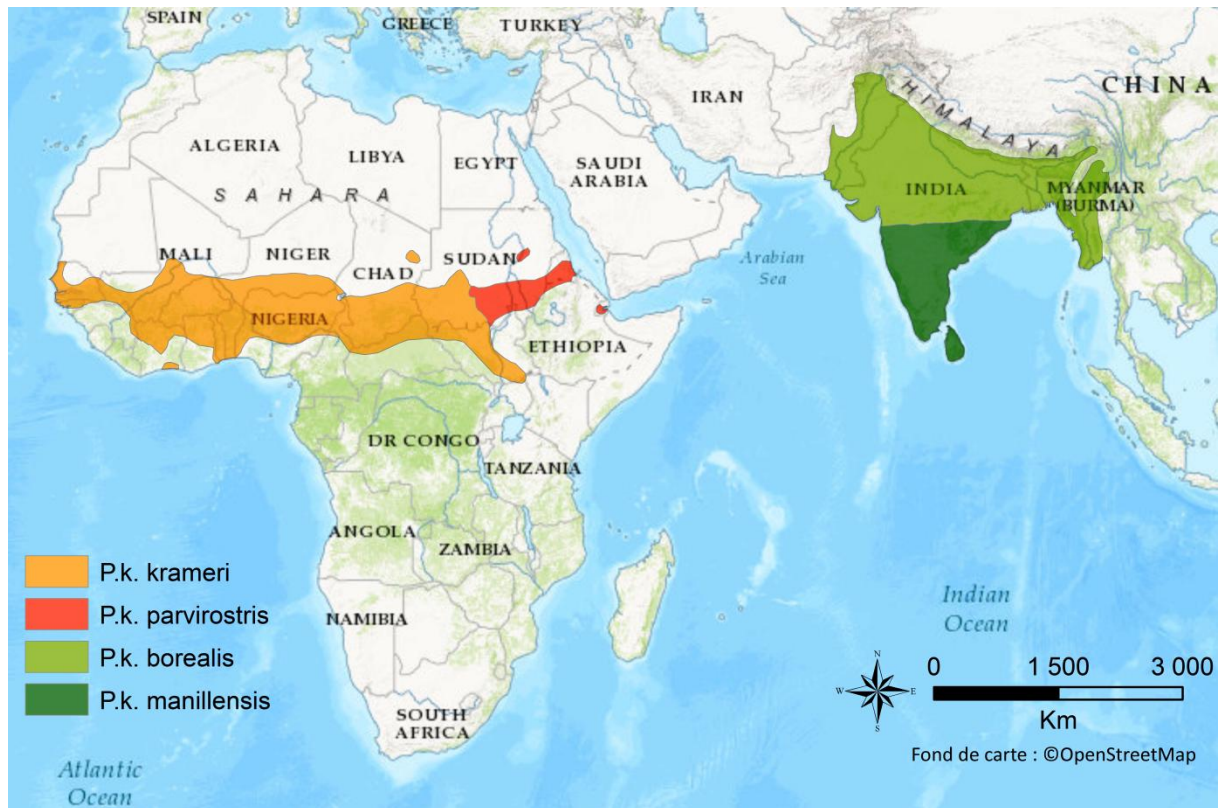 SPAIN
GREECE
TURKEY
CHINA
IRAN
HIMALAYA
ALGERIA
LIBYA
EGYPT
SAUDI
ARABIA
SAHARA
INDIA
MYANMAR
(BURMA)
MALI
NIGER
CHAD
SUDAN
Arabian
Sea
NIGERIA
ETHIOPIA
DR CONGO
TANZANIA
ANGOLA
ZAMBIA
NAMIBIA
SOUTH
AFRICA
Indian
Ocean
Atlantic
Ocean
P.k. krameri
P.k. parvirostris
P.k. borealis
P.k. manillensis
N
W E
S
0 1 500 3 000
Km
Fond de carte : ©OpenStreetMap